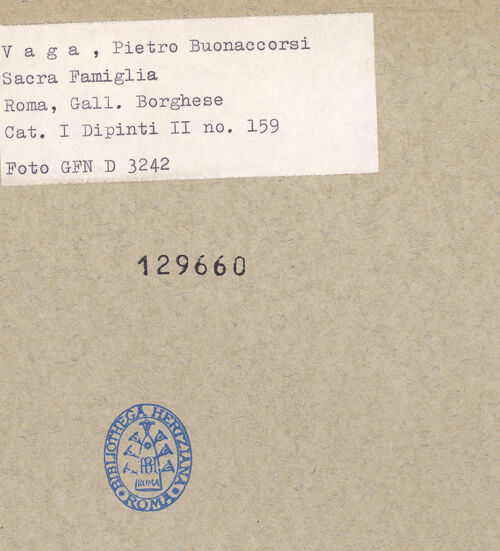 V a g a , Pietro Buonaccorsi
Sacra Famiglia
Roma, Gall. Borghese
Cat. I Dipinti II no. 159
Foto GFN D 3242
129660
BIBLIOTHECA HERTZIANA
ROMA
ROMA